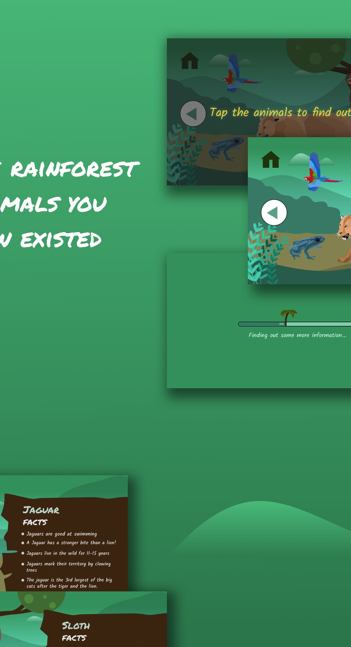 Tap the animals to find out
RAINFOREST
MALS YOU
EXISTED
Finding out some more information...
JAGUAR
FACTS
Jaguars are good at swimming
A Jaguar has a stronger bite than a lion!
Jaguars live in the wild for 11-15 years
Jaguars mark their territory by clawing
trees
The jaguar is the 3rd largest of the big
cats after the tiger and the lion.
SLOTH
FACTS